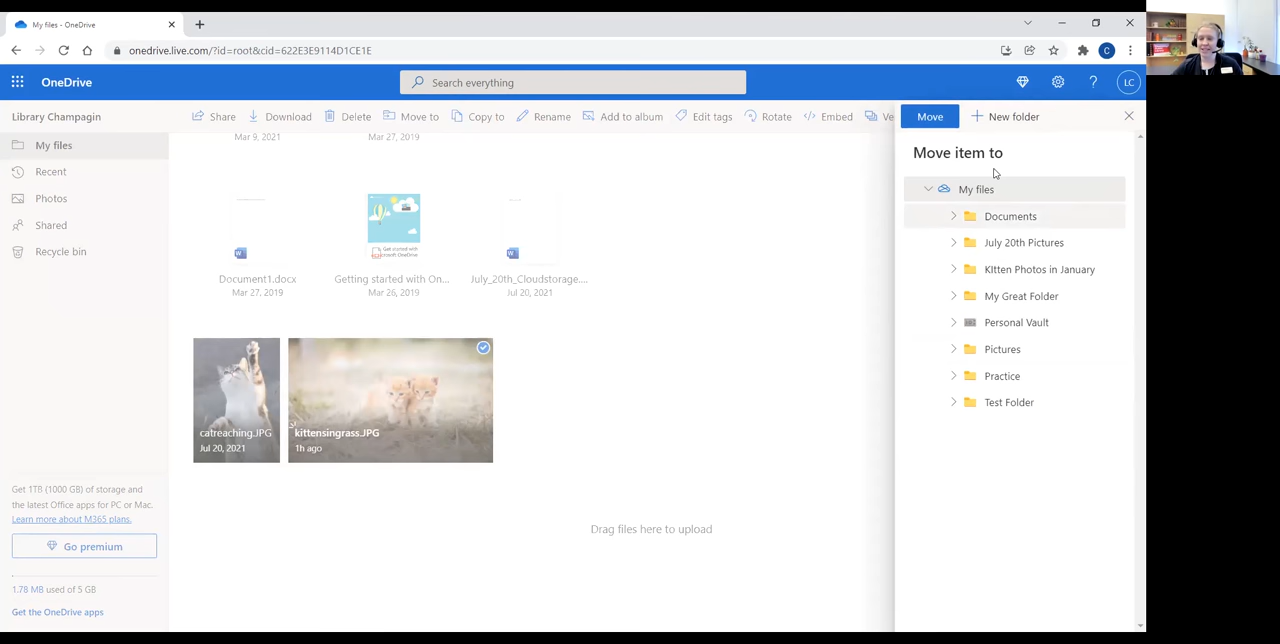 My files - OneDrive
onedrive.live.com/?id=root&cid=622E3E9114D1CE1E
C
OneDrive
Search everything
LC
Library Champagin
Share
Download
Delete
Move to
Copy to
Rename
Add to album
Edit tags
Rotate
Embed
Ve
Move
New folder
My files
Recent
Photos
Shared
Recycle bin
Mar 9, 2021
Mar 27, 2019
Document1.docx
Mar 27, 2019
Getting started with On...
Mar 26, 2019
July_20th_Cloudstorage....
Jul 20, 2021
Get started with
catreaching.JPG
Jul 20, 2021
kittensingrass.JPG
1h ago
Drag files here to upload
Get 1TB (1000 GB) of storage and
the latest Office apps for PC or Mac.
Learn more about M365 plans.
Go premium
1.78 MB used of 5 GB
Get the OneDrive apps
Move item to
My files
Documents
July 20th Pictures
KItten Photos in January
My Great Folder
Personal Vault
Pictures
Practice
Test Folder